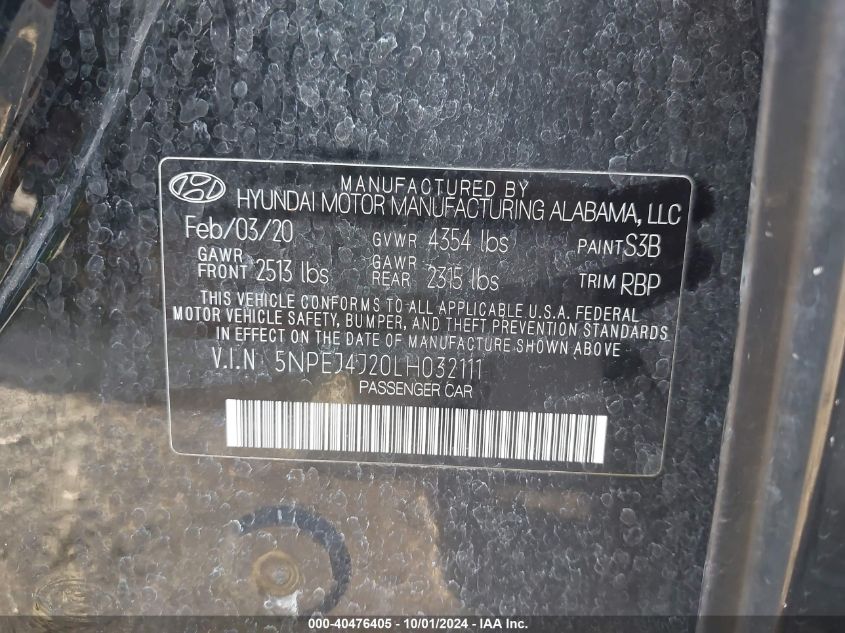 MANUFACTURED BY
HYUNDAI MOTOR MANUFACTURING ALABAMA, LLC
Feb/03/20 GVWR 4354 lbs PAINT S3B
GAWR FRONT 2513 lbs GAWR REAR 2315 lbs TRIM RBP
THIS VEHICLE CONFORMS TO ALL APPLICABLE U.S.A. FEDERAL
MOTOR VEHICLE SAFETY, BUMPER, AND THEFT PREVENTION STANDARDS
IN EFFECT ON THE DATE OF MANUFACTURE SHOWN ABOVE
V.I.N 5NPEJ4J20LH032111
PASSENGER CAR
000-40476405 - 10/01/2024 - IAA Inc.